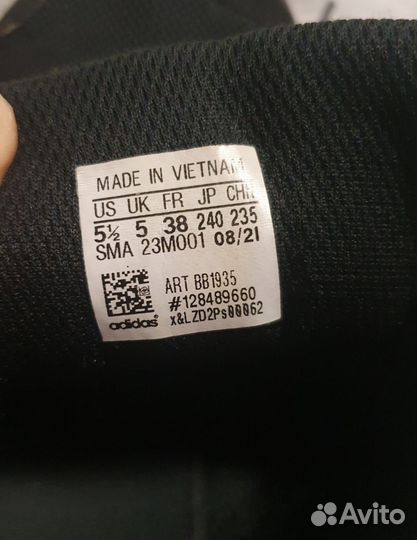 MADE IN VIETNAM
US UK FR JP CHN
5½ 5 38 240 235
SMA 23M001 08/21
ART BB1935
#128489660
x&LZD2Ps00062
adidas
Avito